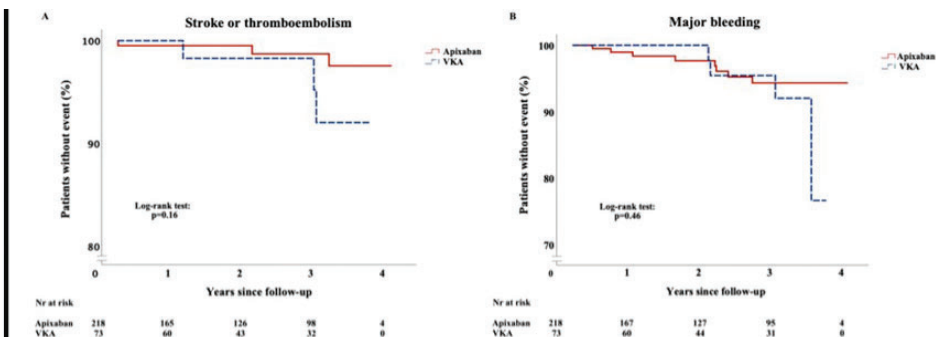 A
Stroke or thromboembolism
100
90
80
0 1 2 3 4
Patients without event (%)
Apixaban
VKA
Log-rank test:
p=0.16
Years since follow-up
Nr at risk
Apixaban 218 165 126 98 4
VKA 73 60 43 32 0
B
Major bleeding
100
90
80
70
0 1 2 3 4
Patients without event (%)
Apixaban
VKA
Log-rank test:
p=0.46
Years since follow-up
Nr at risk
Apixaban 218 167 127 95 4
VKA 73 60 44 31 0